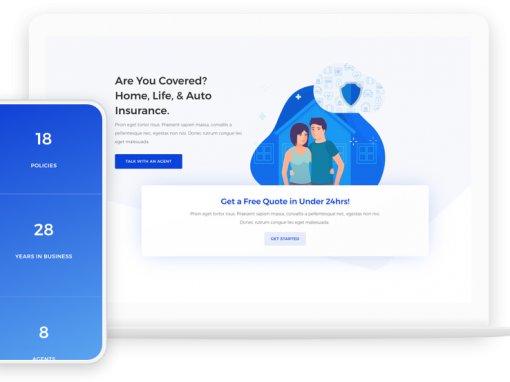 Are You Covered?
Home, Life, & Auto
Insurance.
Proin eget tortor risus. Praesent sapien massa, convallis a
pellentesque nec, egestas non nisi. Donec rutrum congue leo
eget malesuada.
TALK WITH AN AGENT
Get a Free Quote in Under 24hrs!
Proin eget tortor risus. Praesent sapien massa, convallis a pellentesque nec, egestas non nisi.
Donec rutrum congue leo eget malesuada.
GET STARTED
18
POLICIES
28
YEARS IN BUSINESS
8
AGENTS